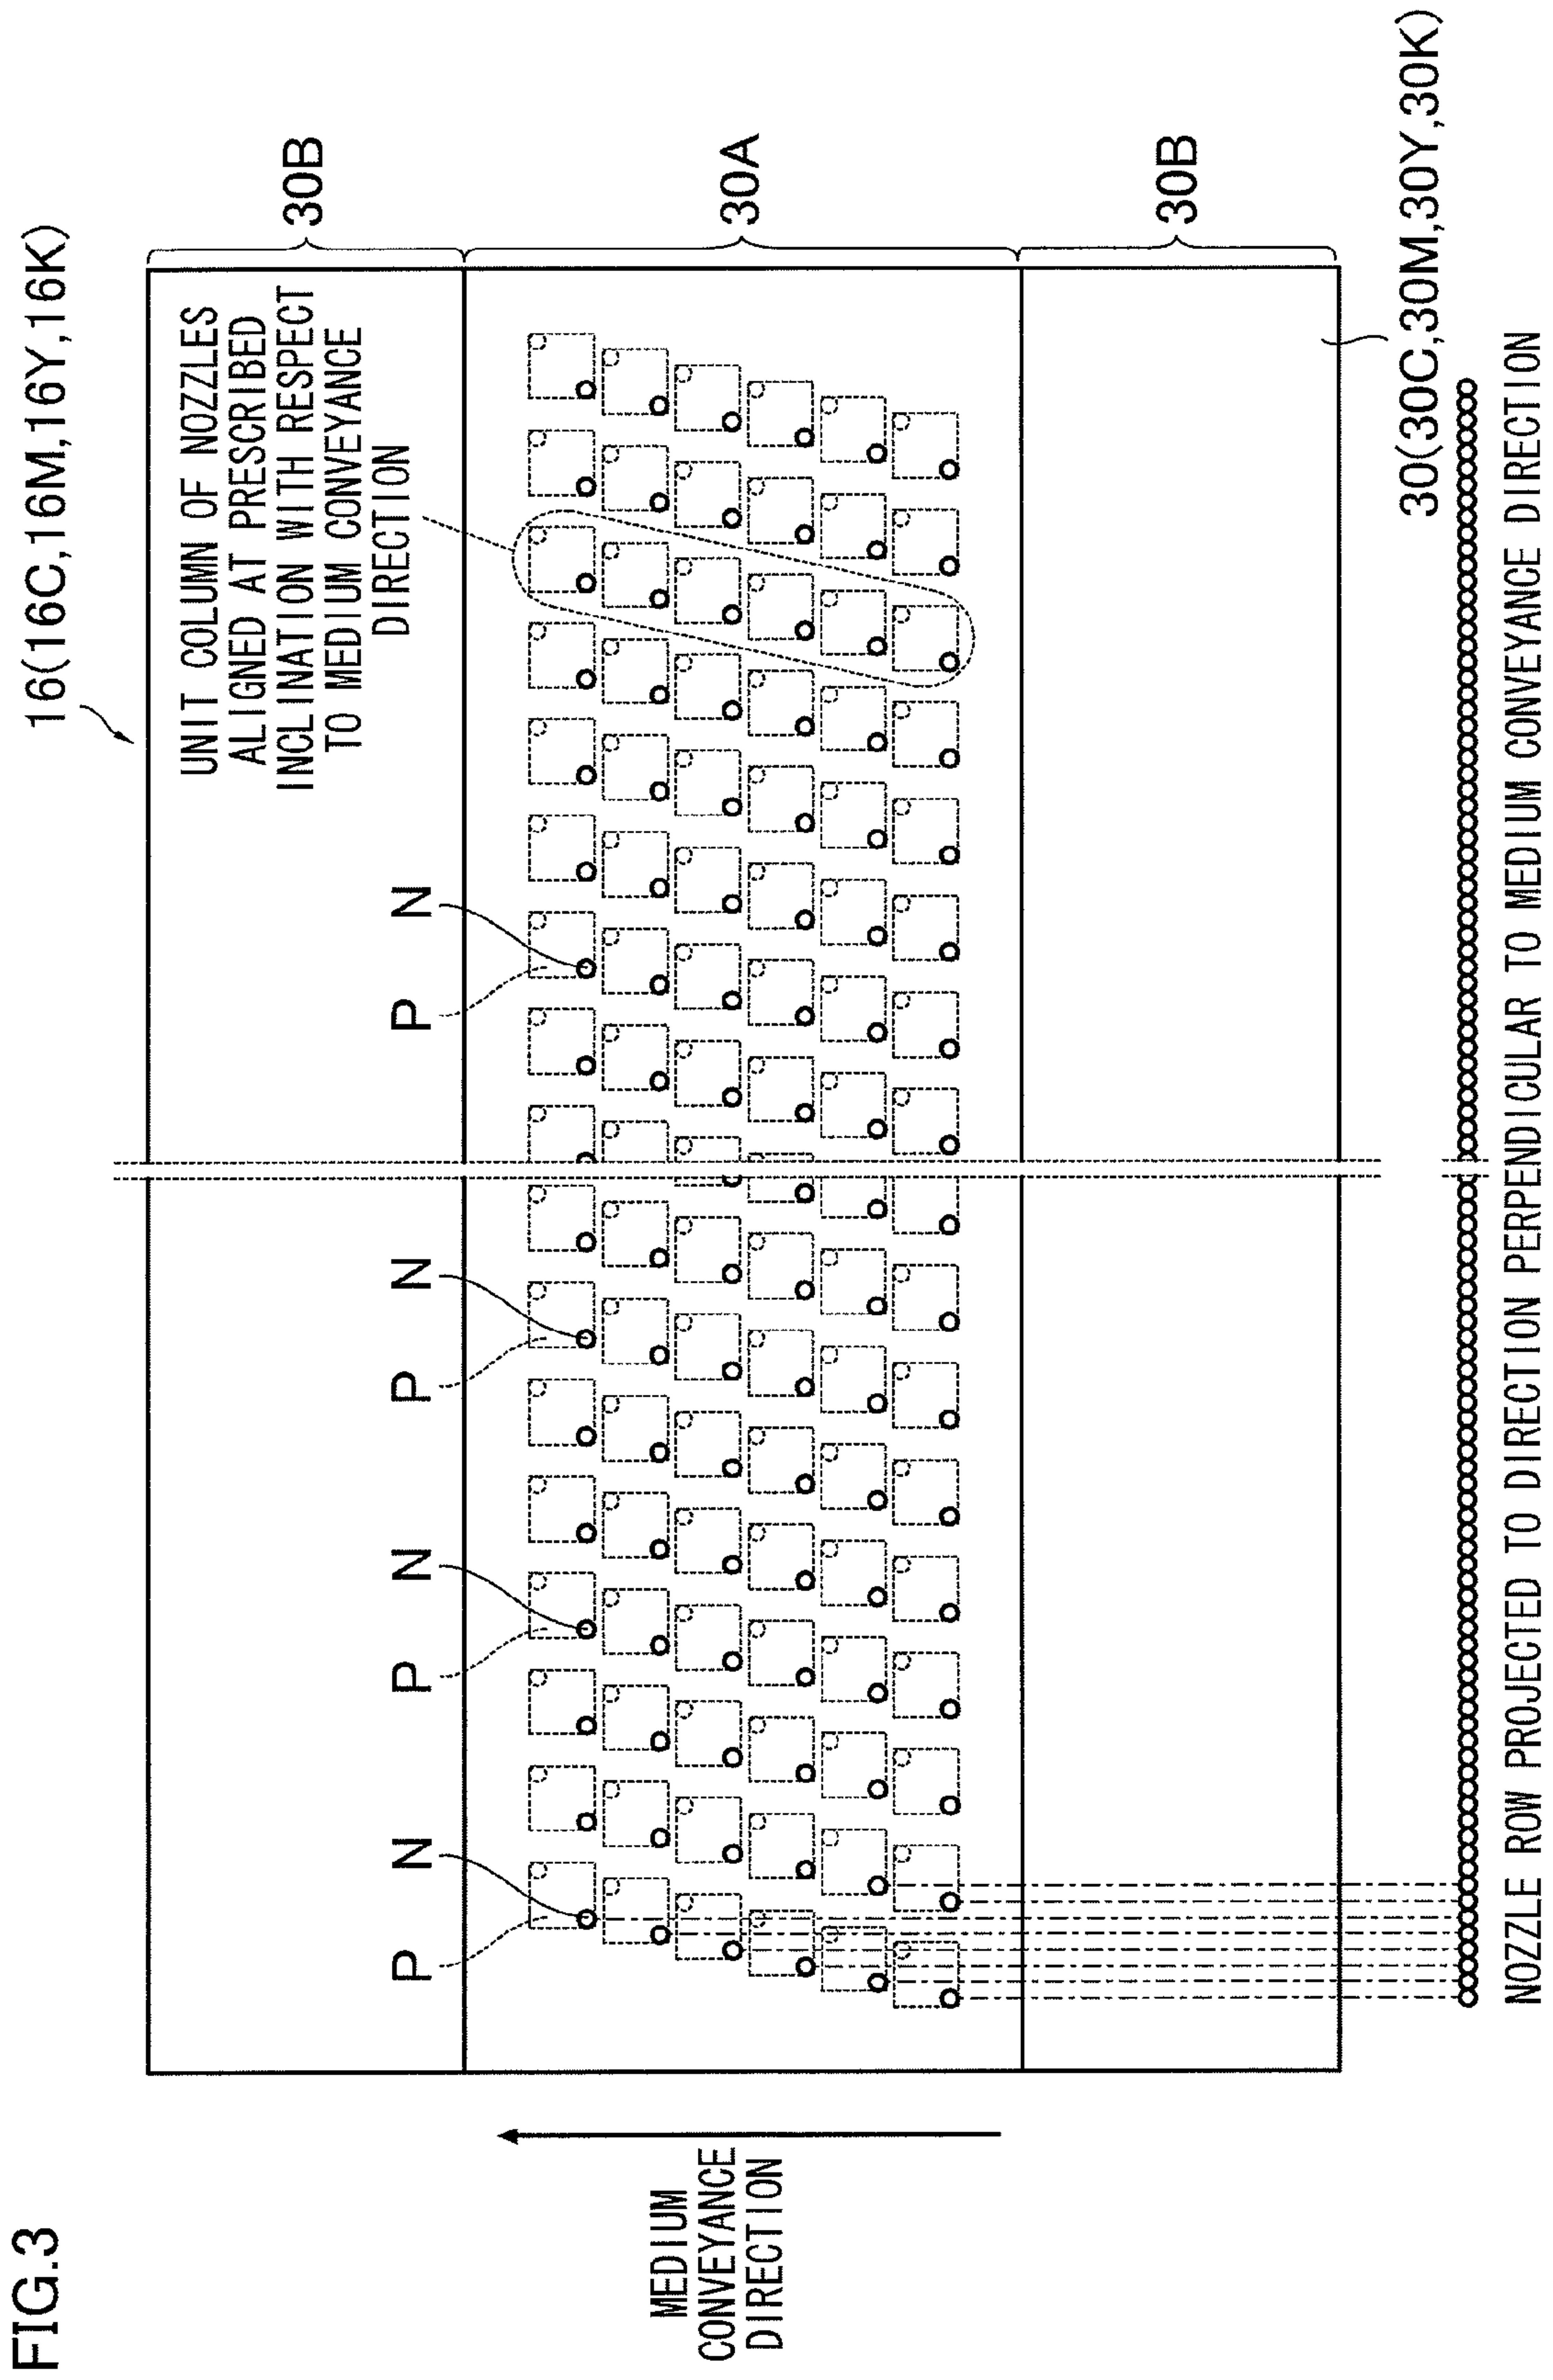 FIG.3
16(16C,16M,16Y,16K)
UNIT COLUMN OF NOZZLES
ALIGNED AT PRESCRIBED
INCLINATION WITH RESPECT
TO MEDIUM CONVEYANCE
DIRECTION
30B
30A
30B
P
N
P
N
P
N
P
N
MEDIUM
CONVEYANCE
DIRECTION
30(30C,30M,30Y,30K)
NOZZLE ROW PROJECTED TO DIRECTION PERPENDICULAR TO MEDIUM CONVEYANCE DIRECTION